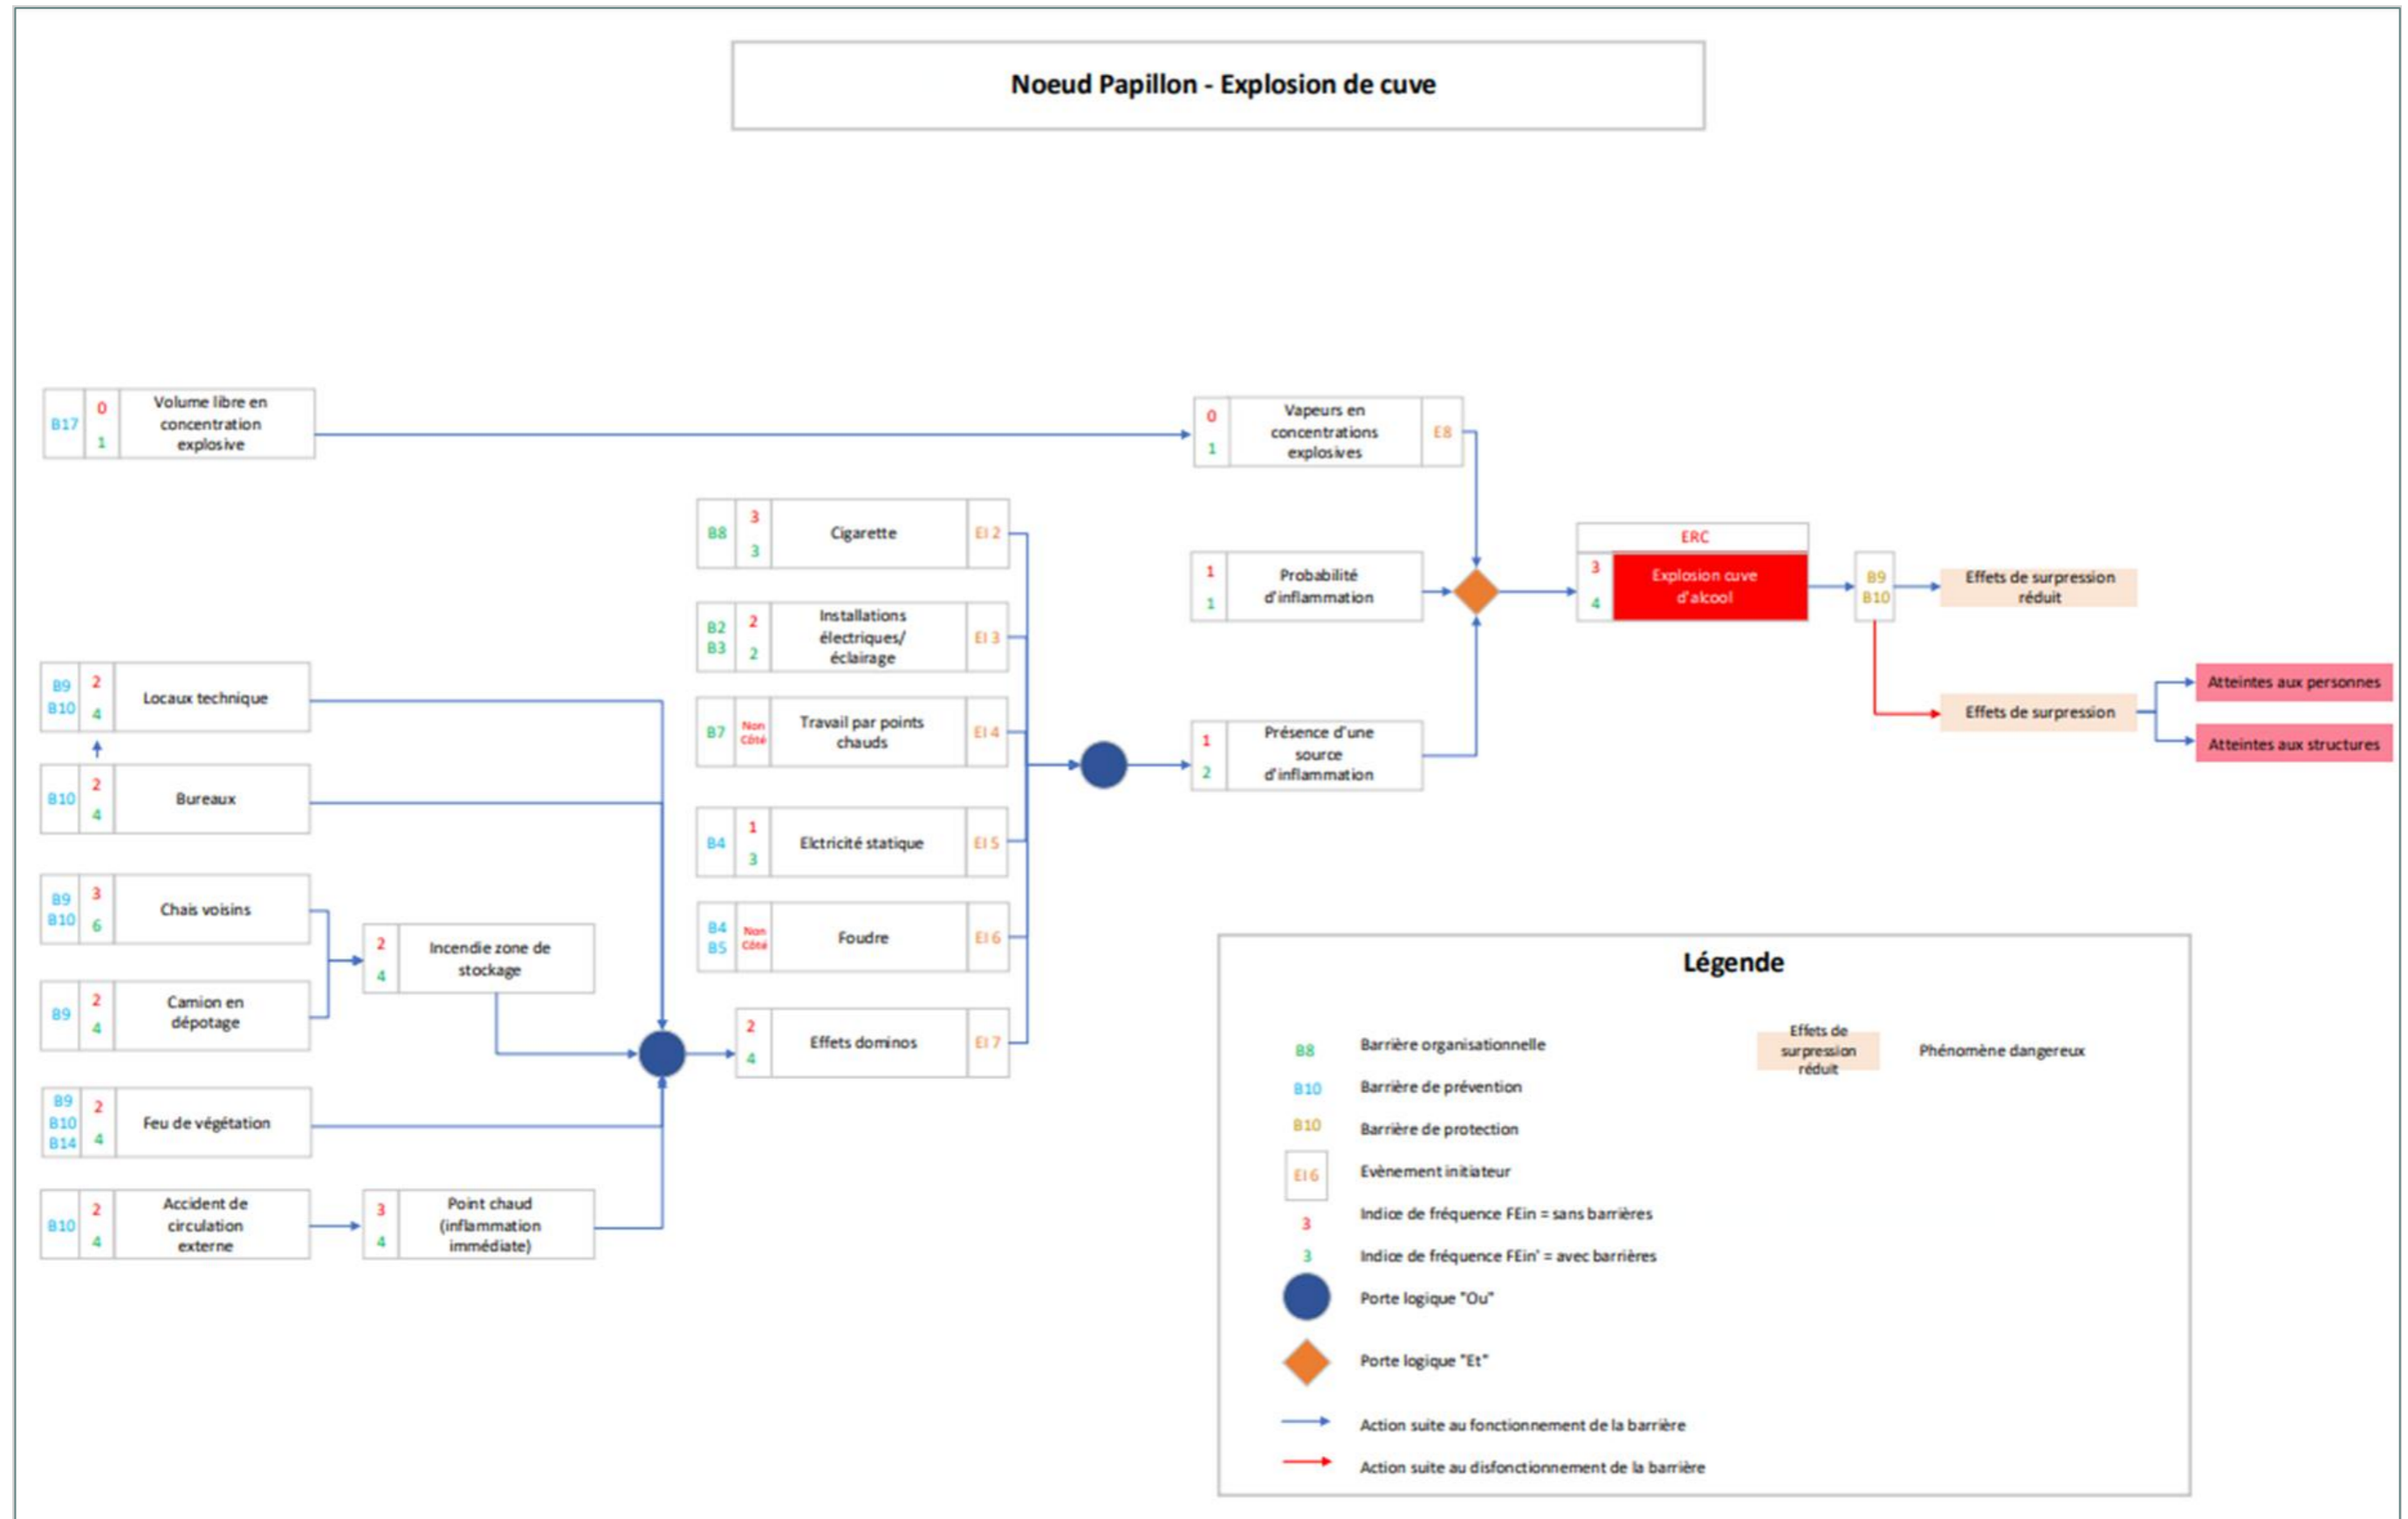 Noeud Papillon - Explosion de cuve
B17
0
1
Volume libre en
concentration
explosive
0
1
Vapeurs en
concentrations
explosives
E8
B8
3
3
Cigarette
EI 2
B2
B3
2
2
Installations
électriques/
éclairage
EI 3
B7
Non
Côté
Travail par points
chauds
EI 4
B4
1
3
Elctricité statique
EI 5
B4
B5
Non
Côté
Foudre
EI 6
2
4
Effets dominos
EI 7
1
1
Probabilité
d'inflammation
1
2
Présence d'une
source
d'inflammation
ERC
3
4
Explosion cuve
d'alcool
B9
B10
Effets de surpression
réduit
Effets de surpression
Atteintes aux personnes
Atteintes aux structures
B9
B10
2
4
Locaux technique
B10
2
4
Bureaux
B9
B10
3
6
Chais voisins
B9
2
4
Camion en
dépotage
2
4
Incendie zone de
stockage
B9
B10
B14
2
4
Feu de végétation
B10
2
4
Accident de
circulation
externe
3
4
Point chaud
(inflammation
immédiate)
Légende
B8
Barrière organisationnelle
B10
Barrière de prévention
B10
Barrière de protection
EI 6
Evènement initiateur
3
Indice de fréquence FEin = sans barrières
3
Indice de fréquence FEin' = avec barrières
Porte logique "Ou"
Porte logique "Et"
Action suite au fonctionnement de la barrière
Action suite au disfonctionnement de la barrière
Effets de
surpression
réduit
Phénomène dangereux